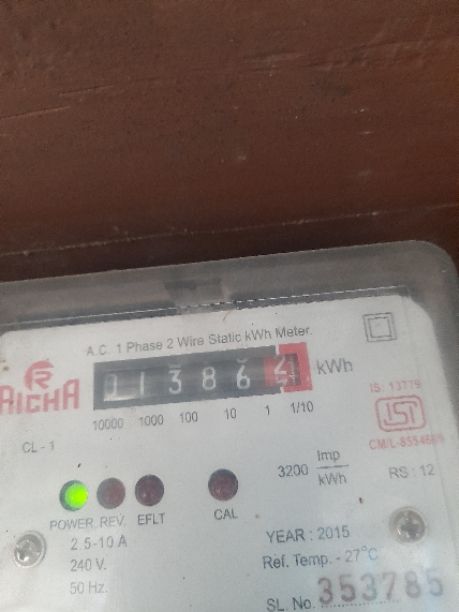 A.C. 1 Phase 2 Wire Static kWh Meter.
RICHA
01386 kWh
10000 1000 100 10 1 1/10
IS: 13779
ISI
CL - 1
3200 Imp/kWh
RS : 12
POWER. REV. EFLT CAL
2.5-10 A
240 V.
50 Hz.
YEAR : 2015
Ref. Temp. - 27°C
SL. No. 353785